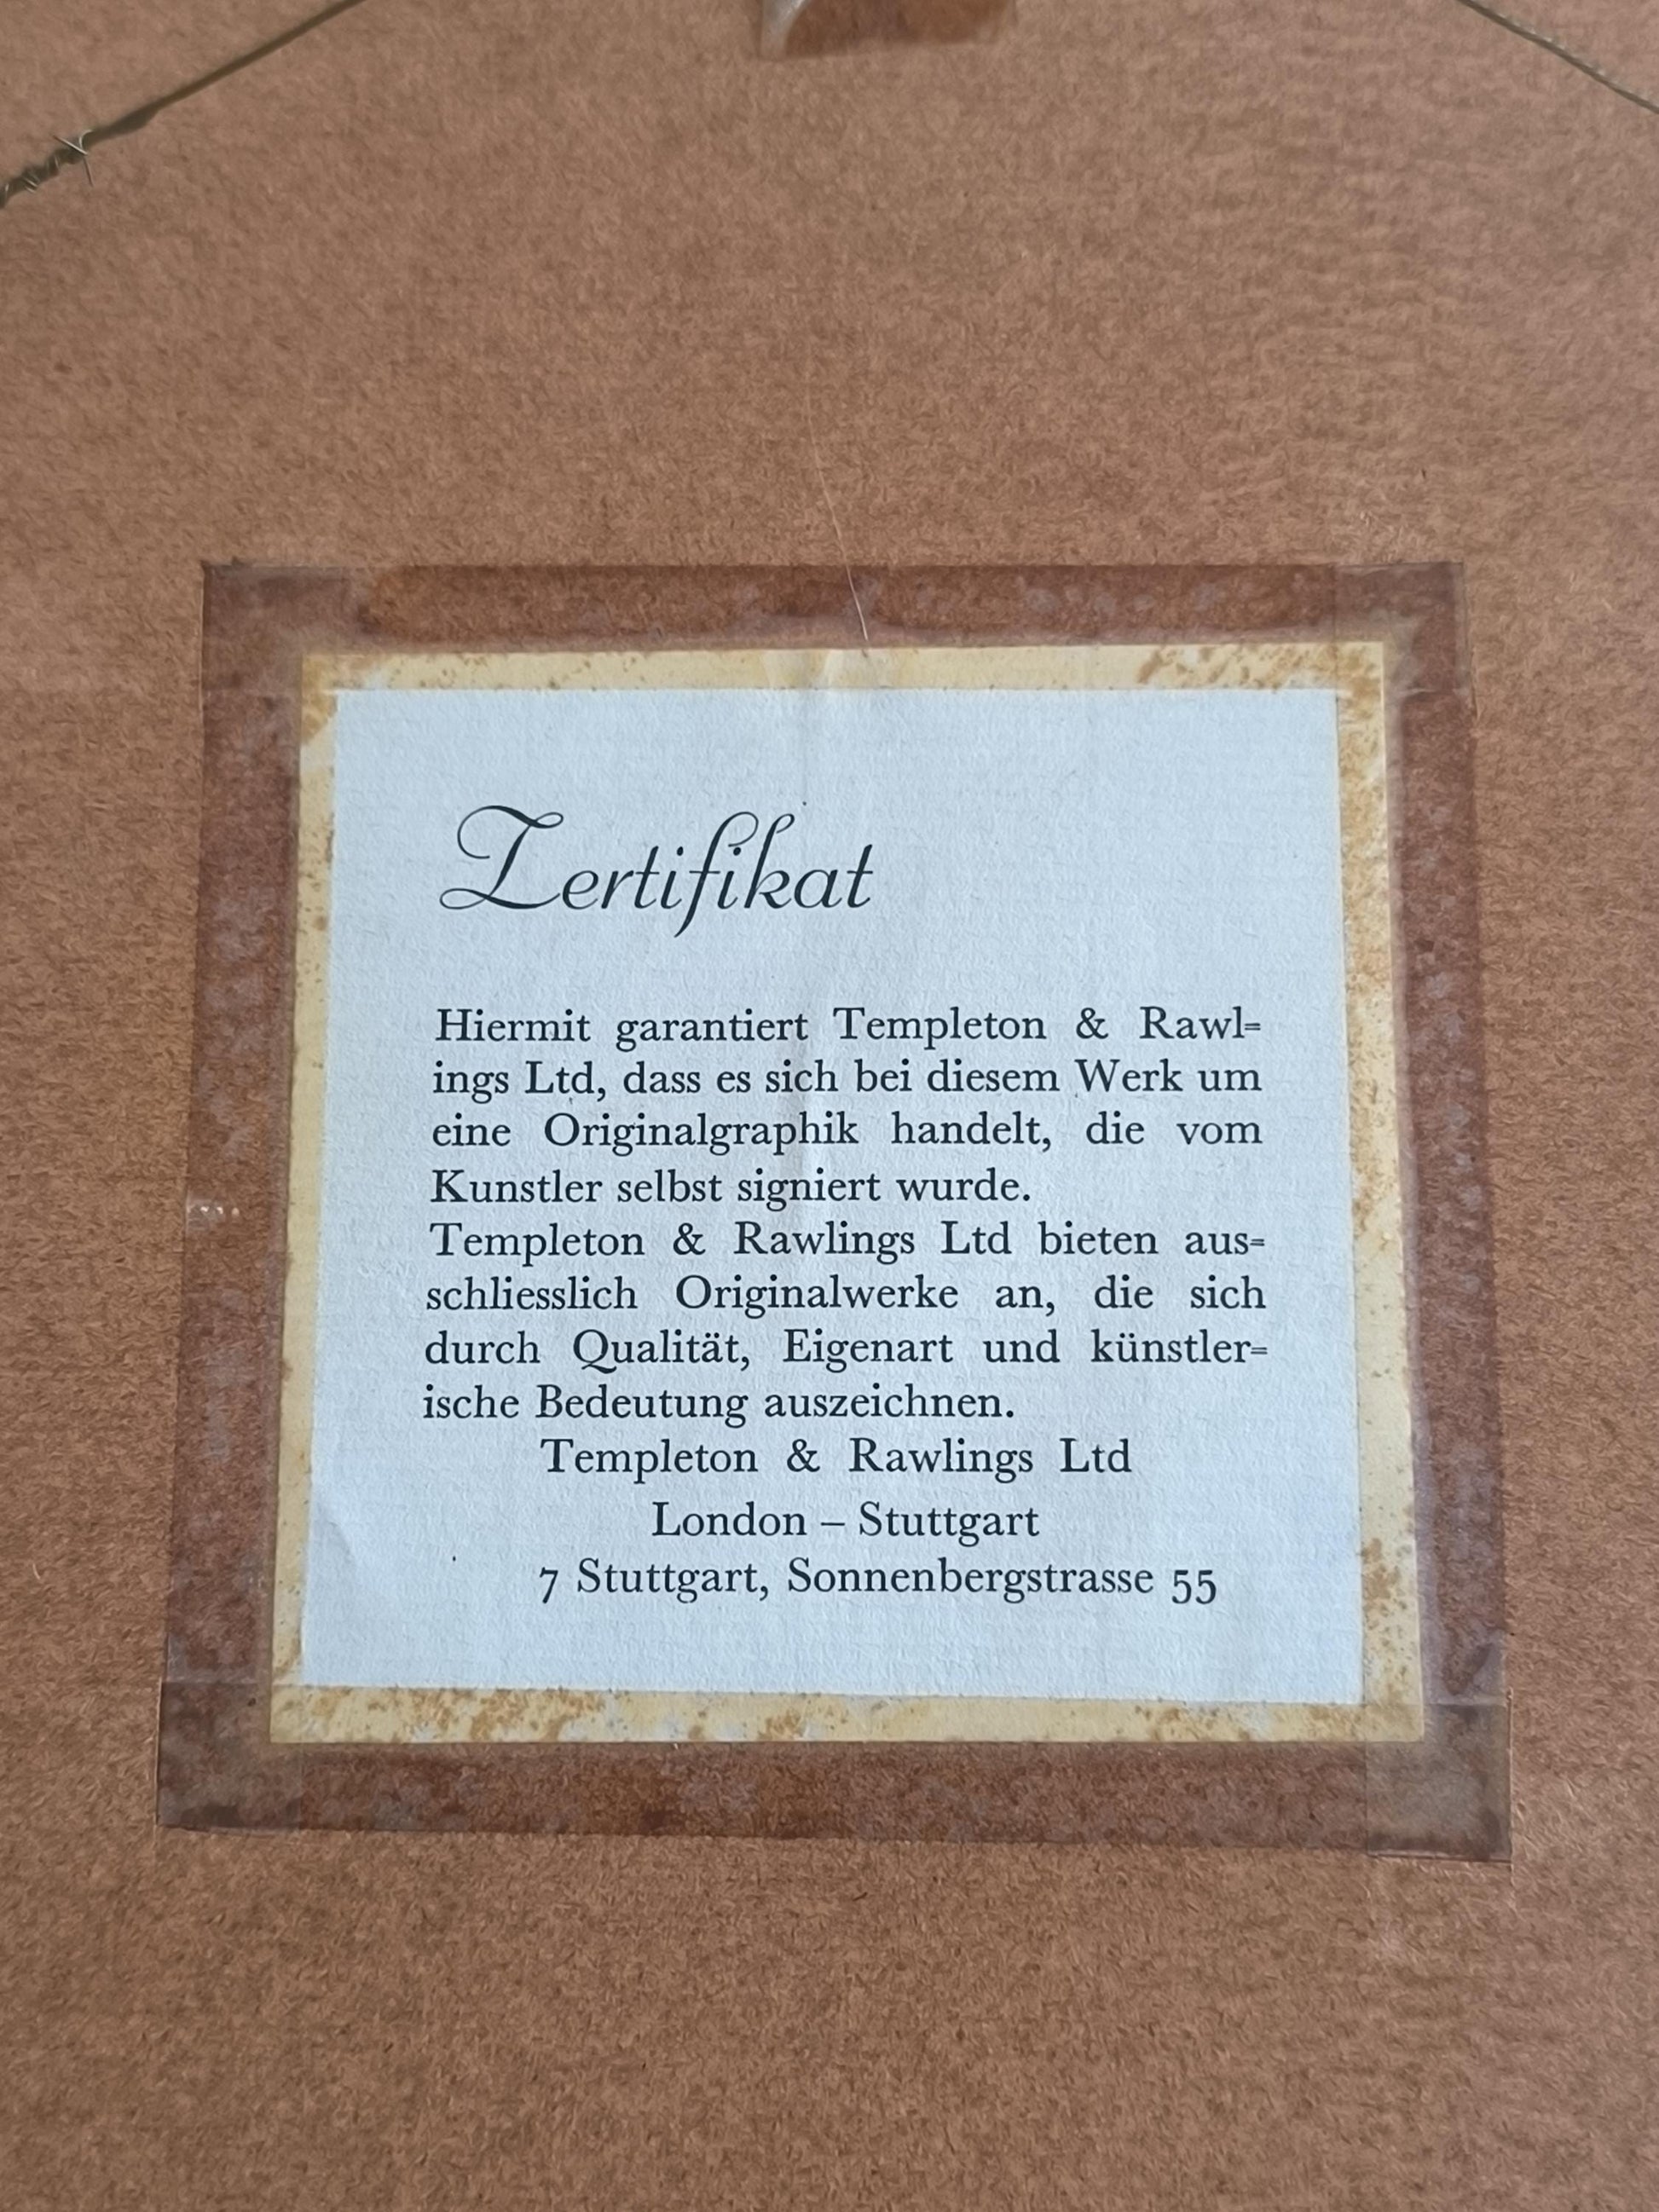 Zertifikat
Hiermit garantiert Templeton & Rawl=
ings Ltd, dass es sich bei diesem Werk um
eine Originalgraphik handelt, die vom
Kunstler selbst signiert wurde.
Templeton & Rawlings Ltd bieten aus=
schliesslich Originalwerke an, die sich
durch Qualität, Eigenart und künstler=
ische Bedeutung auszeichnen.
Templeton & Rawlings Ltd
London – Stuttgart
7 Stuttgart, Sonnenbergstrasse 55